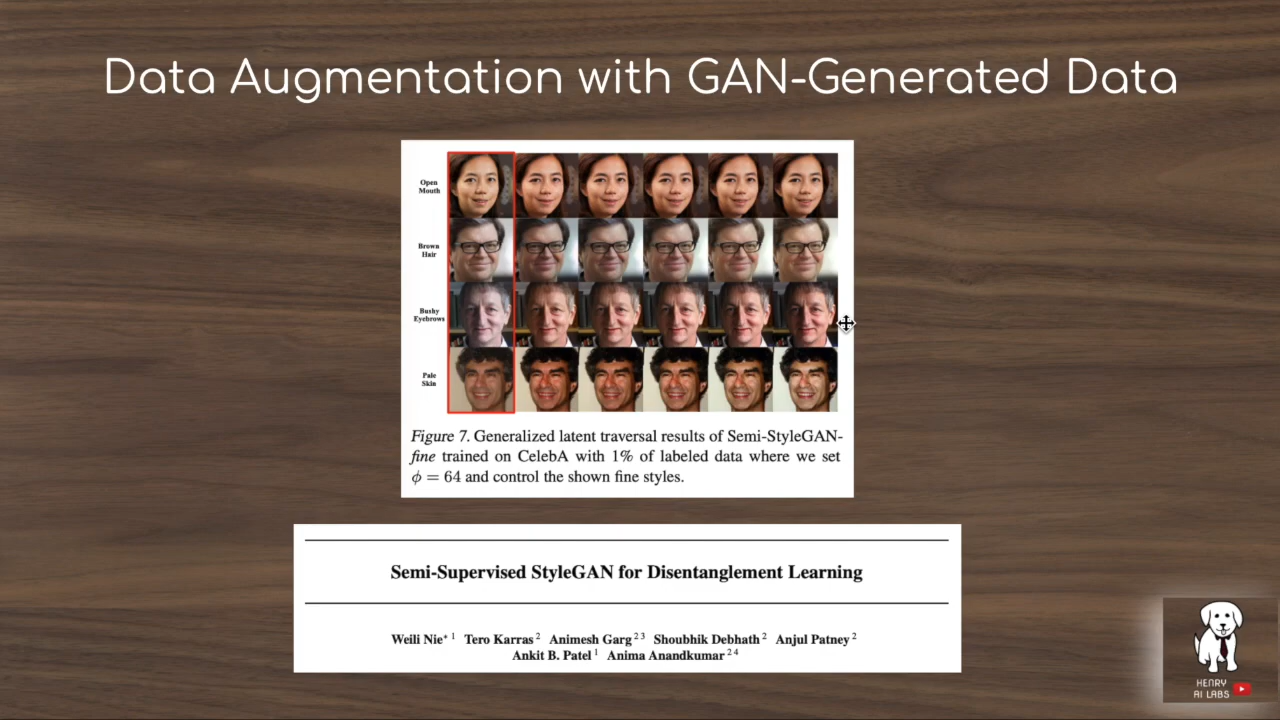 Data Augmentation with GAN-Generated Data
Open
Mouth
Brown
Hair
Bushy
Eyebrows
Pale
Skin
Figure 7. Generalized latent traversal results of Semi-StyleGAN-
fine trained on CelebA with 1% of labeled data where we set
ϕ = 64 and control the shown fine styles.
Semi-Supervised StyleGAN for Disentanglement Learning
Weili Nie* 1 Tero Karras 2 Animesh Garg 2 3 Shoubhik Debhath 2 Anjul Patney 2
Ankit B. Patel 1 Anima Anandkumar 2 4
HENRY
AI LABS